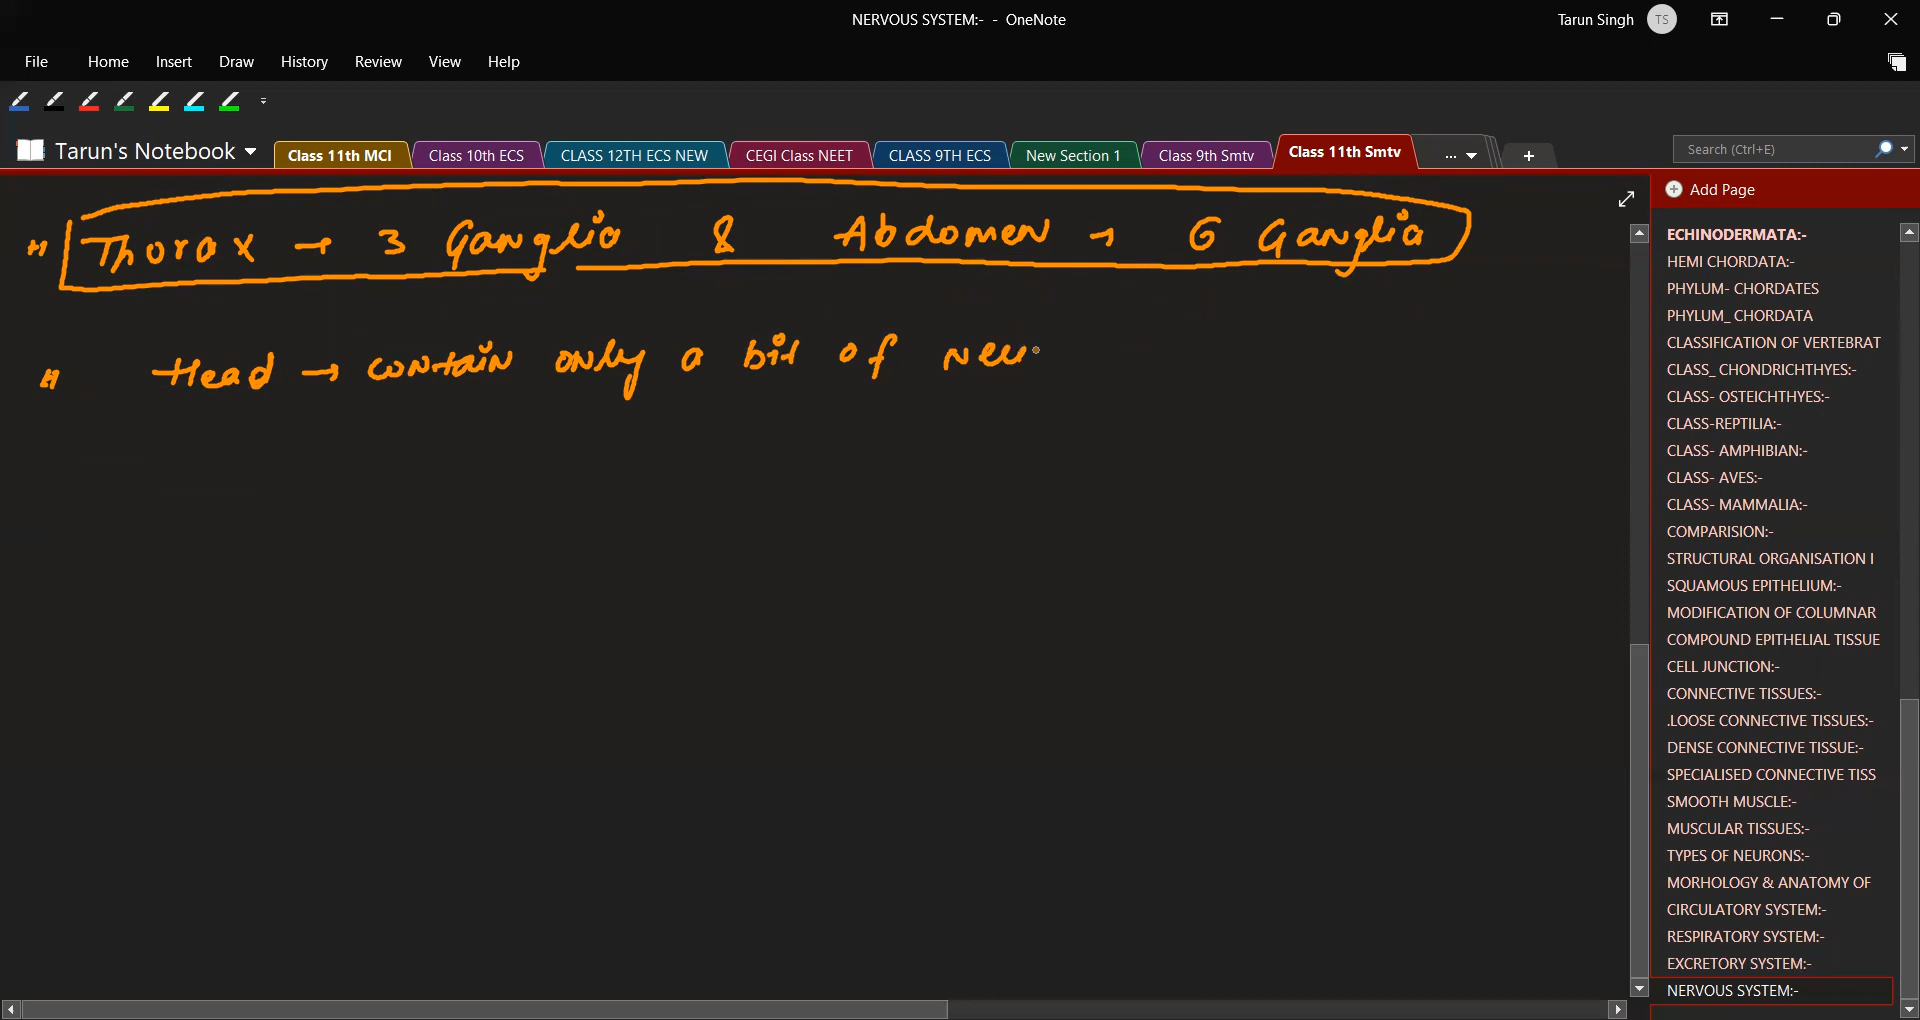 NERVOUS SYSTEM:- - OneNote
Tarun Singh TS
File Home Insert Draw History Review View Help
Tarun's Notebook
Class 11th MCI Class 10th ECS CLASS 12TH ECS NEW CEGI Class NEET CLASS 9TH ECS New Section 1 Class 9th Smtv Class 11th Smtv ... +
Search (Ctrl+E)
Thorax → 3 Ganglia & Abdomen → 6 Ganglia
Head → contain only a bit of neu
Add Page
ECHINODERMATA:-
HEMI CHORDATA:-
PHYLUM- CHORDATES
PHYLUM_ CHORDATA
CLASSIFICATION OF VERTEBRAT
CLASS_ CHONDRICHTHYES:-
CLASS- OSTEICHTHYES:-
CLASS-REPTILIA:-
CLASS- AMPHIBIAN:-
CLASS- AVES:-
CLASS- MAMMALIA:-
COMPARISION:-
STRUCTURAL ORGANISATION I
SQUAMOUS EPITHELIUM:-
MODIFICATION OF COLUMNAR
COMPOUND EPITHELIAL TISSUE
CELL JUNCTION:-
CONNECTIVE TISSUES:-
.LOOSE CONNECTIVE TISSUES:-
DENSE CONNECTIVE TISSUE:-
SPECIALISED CONNECTIVE TISS
SMOOTH MUSCLE:-
MUSCULAR TISSUES:-
TYPES OF NEURONS:-
MORHOLOGY & ANATOMY OF
CIRCULATORY SYSTEM:-
RESPIRATORY SYSTEM:-
EXCRETORY SYSTEM:-
NERVOUS SYSTEM:-